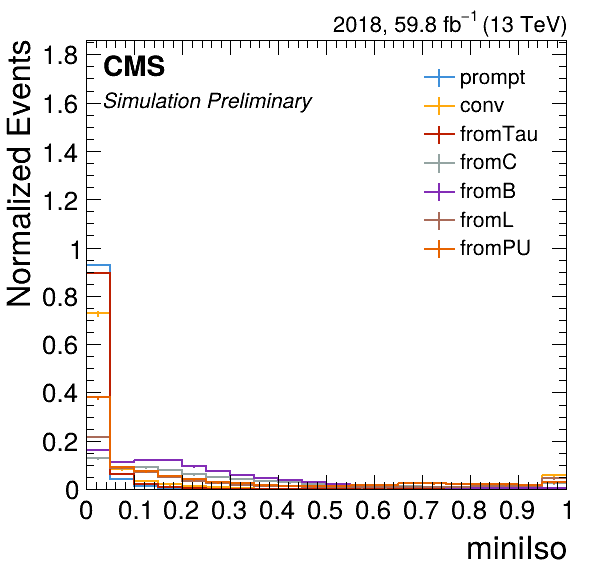 2018, 59.8 fb⁻¹ (13 TeV)
CMS
Simulation Preliminary
prompt
conv
fromTau
fromC
fromB
fromL
fromPU
Normalized Events
1.8
1.6
1.4
1.2
1
0.8
0.6
0.4
0.2
0
0 0.1 0.2 0.3 0.4 0.5 0.6 0.7 0.8 0.9 1
miniIso